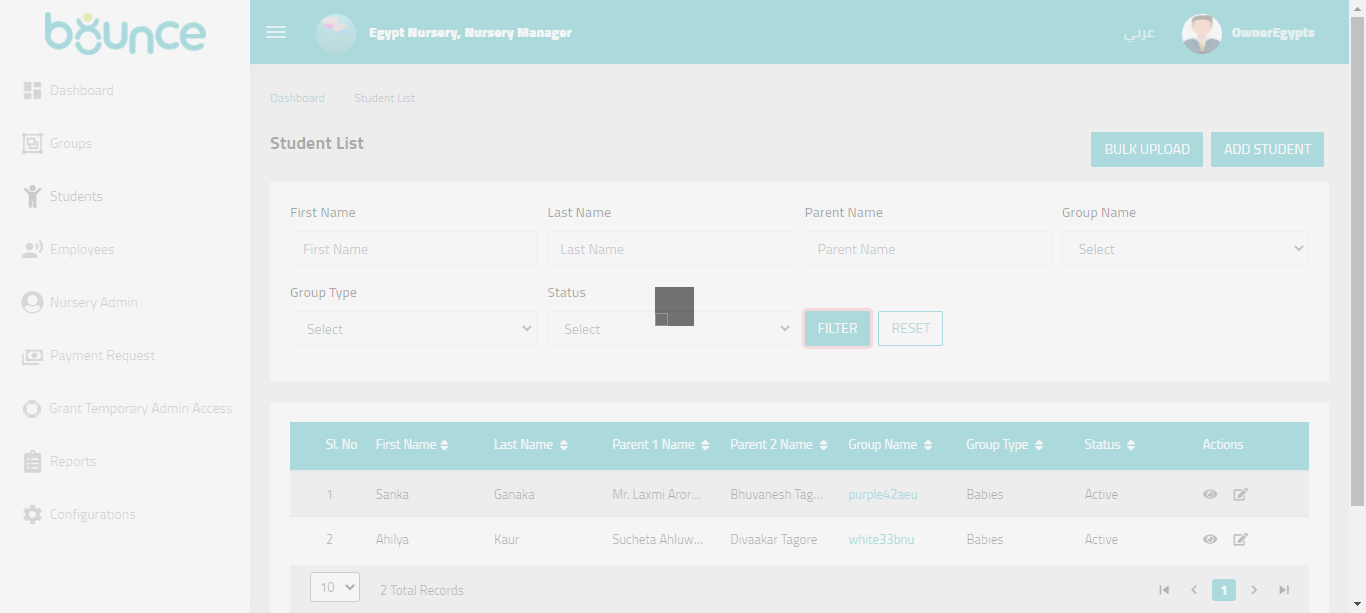 bounce
Egypt Nursery, Nursery Manager
عربي
OwnerEgypts
Dashboard
Groups
Students
Employees
Nursery Admin
Payment Request
Grant Temporary Admin Access
Reports
Configurations
Dashboard > Student List
Student List
BULK UPLOAD
ADD STUDENT
First Name Last Name Parent Name Group Name
First Name Last Name Parent Name Select
Group Type Status
Select Select FILTER RESET
Sl. No First Name Last Name Parent 1 Name Parent 2 Name Group Name Group Type Status Actions
1 Sanka Ganaka Mr. Laxmi Aror... Bhuvanesh Tag... purple42aeu Babies Active
2 Ahilya Kaur Sucheta Ahluw... Divaakar Tagore white33bnu Babies Active
10 2 Total Records 1